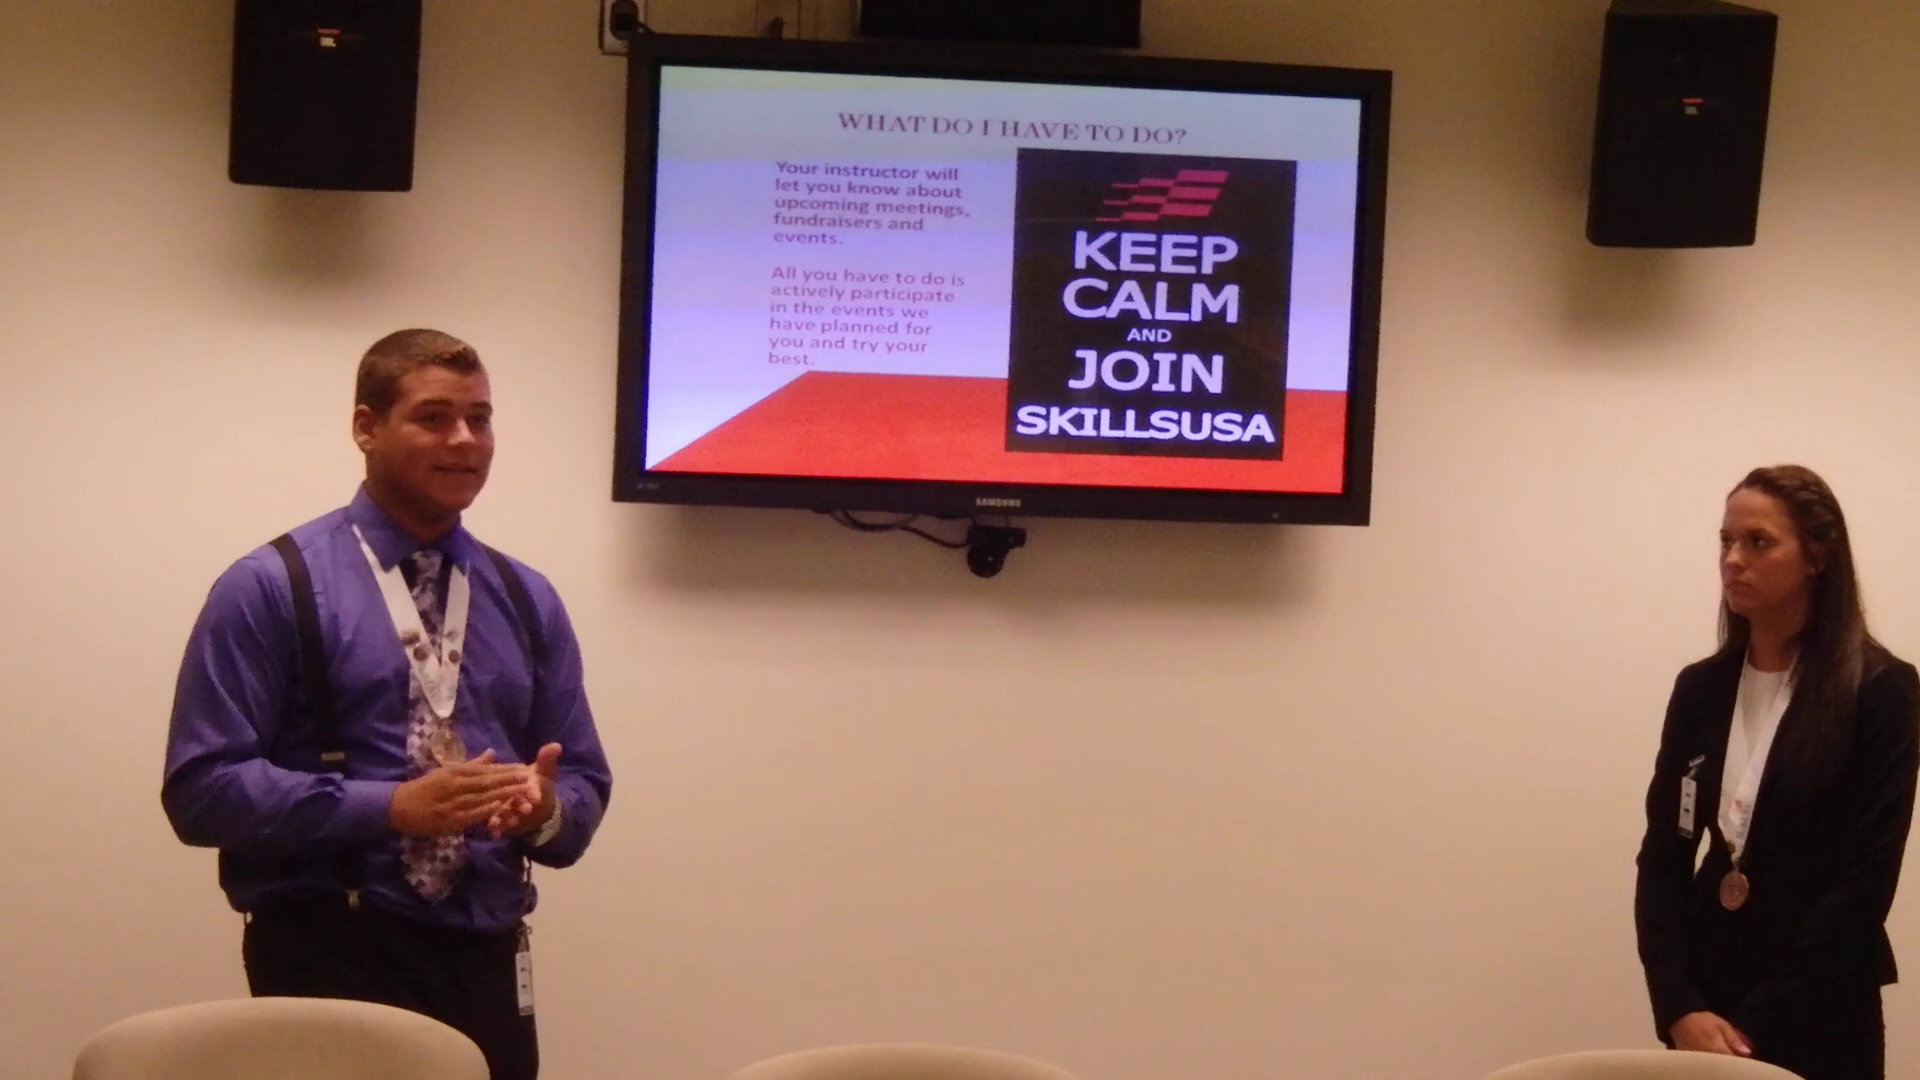 WHAT DO I HAVE TO DO?
Your instructor will
let you know about
upcoming meetings,
fundraisers and
events.
All you have to do is
actively participate
in the events we
have planned for
you and try your
best.
KEEP
CALM
AND
JOIN
SKILLSUSA
SAMSUNG
JBL
JBL